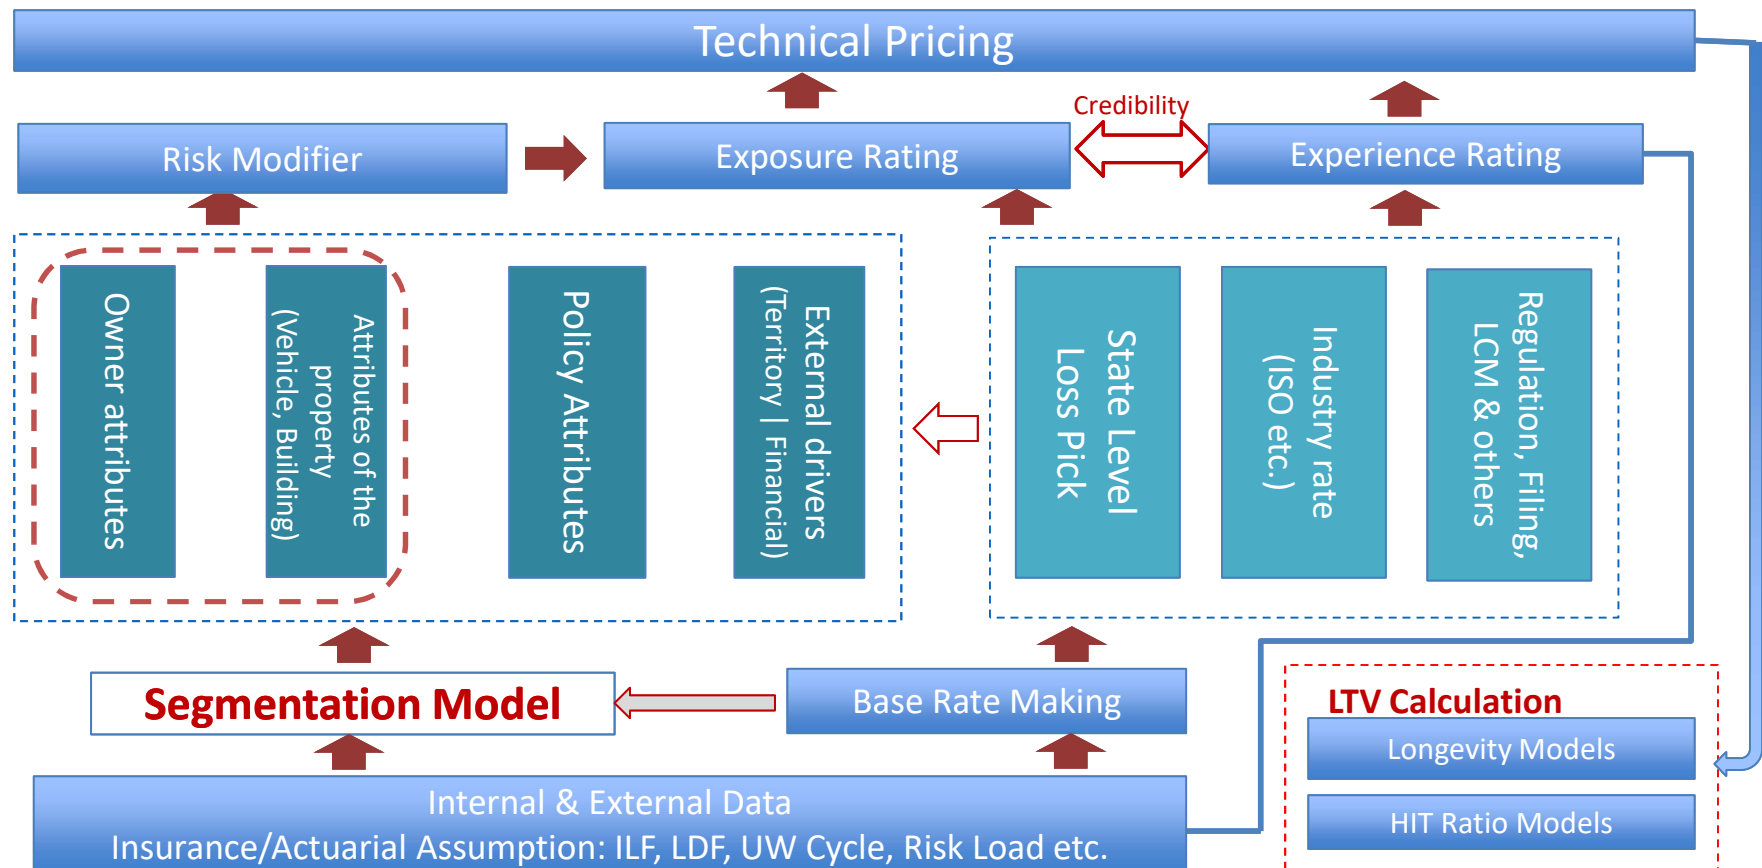 Technical Pricing
Credibility
Risk Modifier
Exposure Rating
Experience Rating
Owner attributes
Attributes of the
property
(Vehicle, Building)
Policy Attributes
External drivers
(Territory | Financial)
State Level
Loss Pick
Industry rate
(ISO etc.)
Regulation, Filing,
LCM & others
Segmentation Model
Base Rate Making
LTV Calculation
Longevity Models
HIT Ratio Models
Internal & External Data
Insurance/Actuarial Assumption: ILF, LDF, UW Cycle, Risk Load etc.